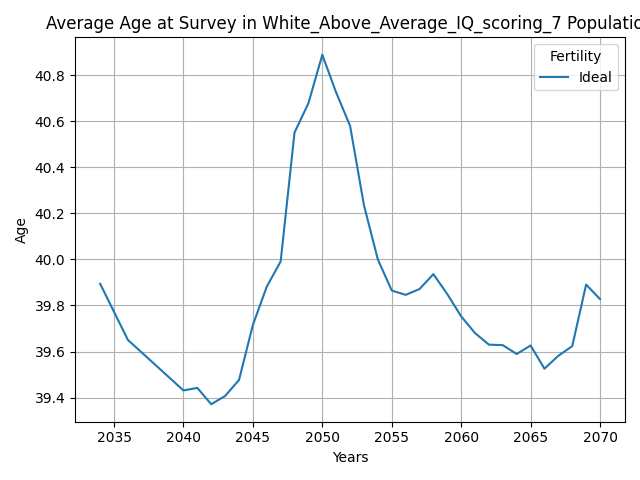 Average Age at Survey in White_Above_Average_IQ_scoring_7 Populatio
Fertility
Ideal
Age
40.8
40.6
40.4
40.2
40.0
39.8
39.6
39.4
2035 2040 2045 2050 2055 2060 2065 2070
Years